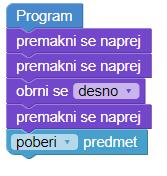 Program
premakni se naprej
premakni se naprej
obrni se desno
premakni se naprej
poberi predmet